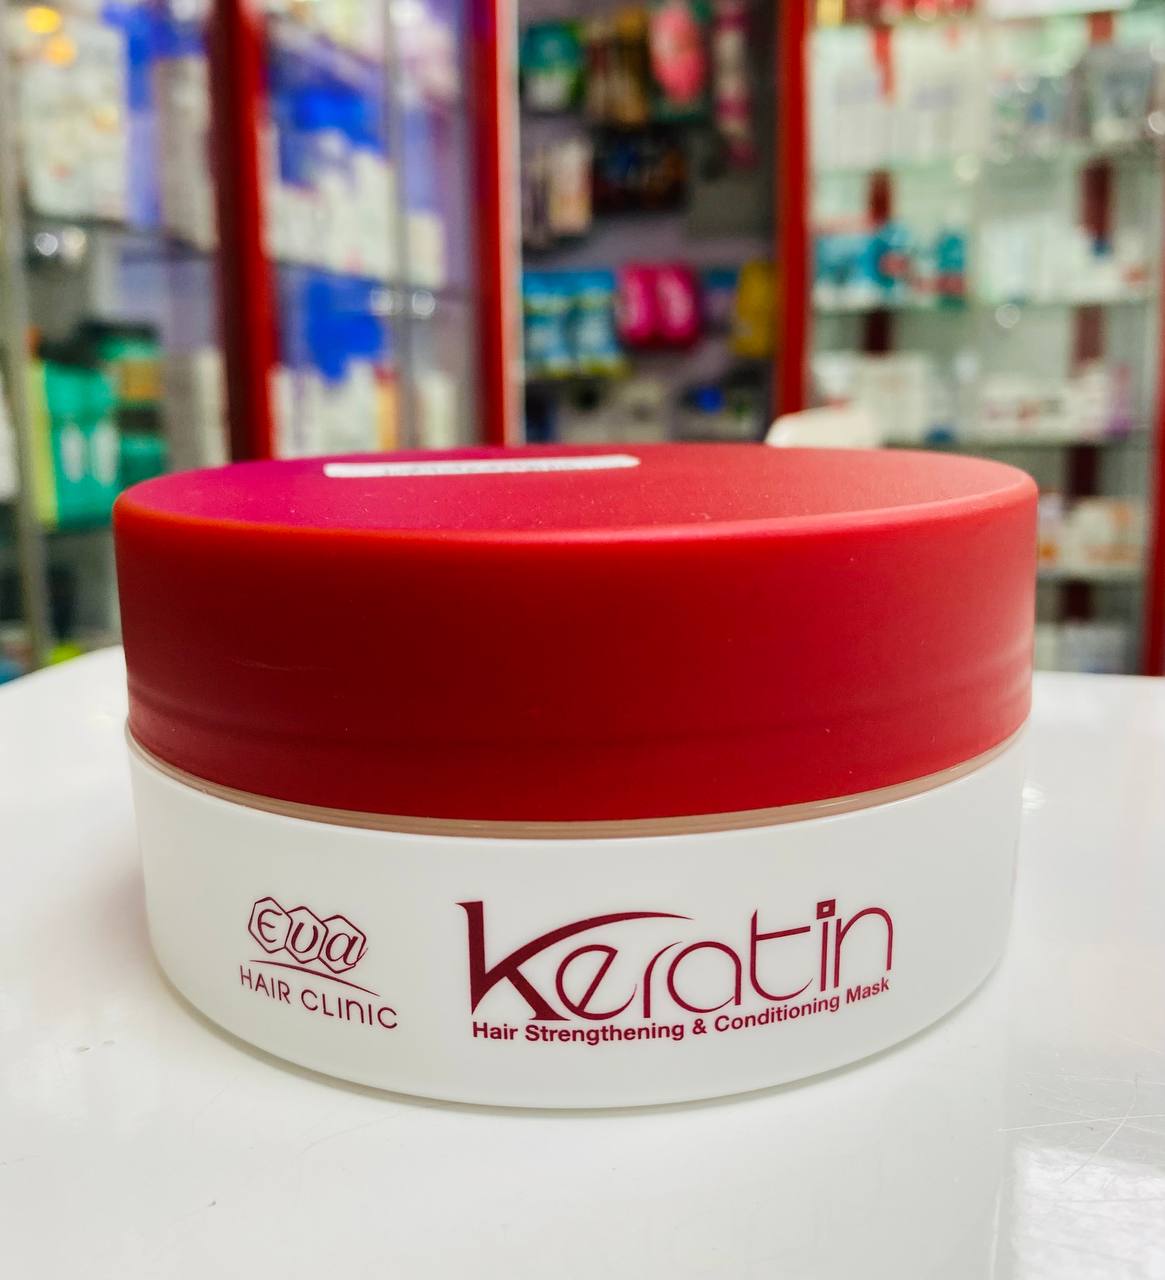 Eva
HAIR CLINIC
Keratin
Hair Strengthening & Conditioning Mask